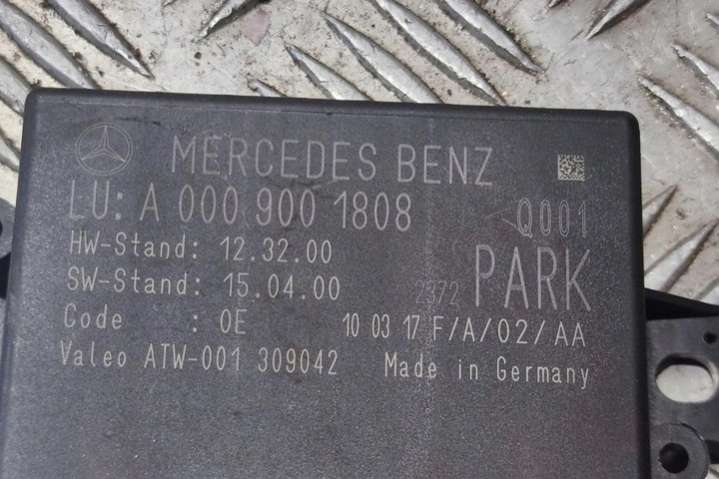 MERCEDES BENZ
LU: A 000 900 1808 Q001
HW-Stand: 12.32.00
SW-Stand: 15.04.00 2372 PARK
Code : 0E 10 03 17 F/A/02/AA
Valeo ATW-001 309042 Made in Germany